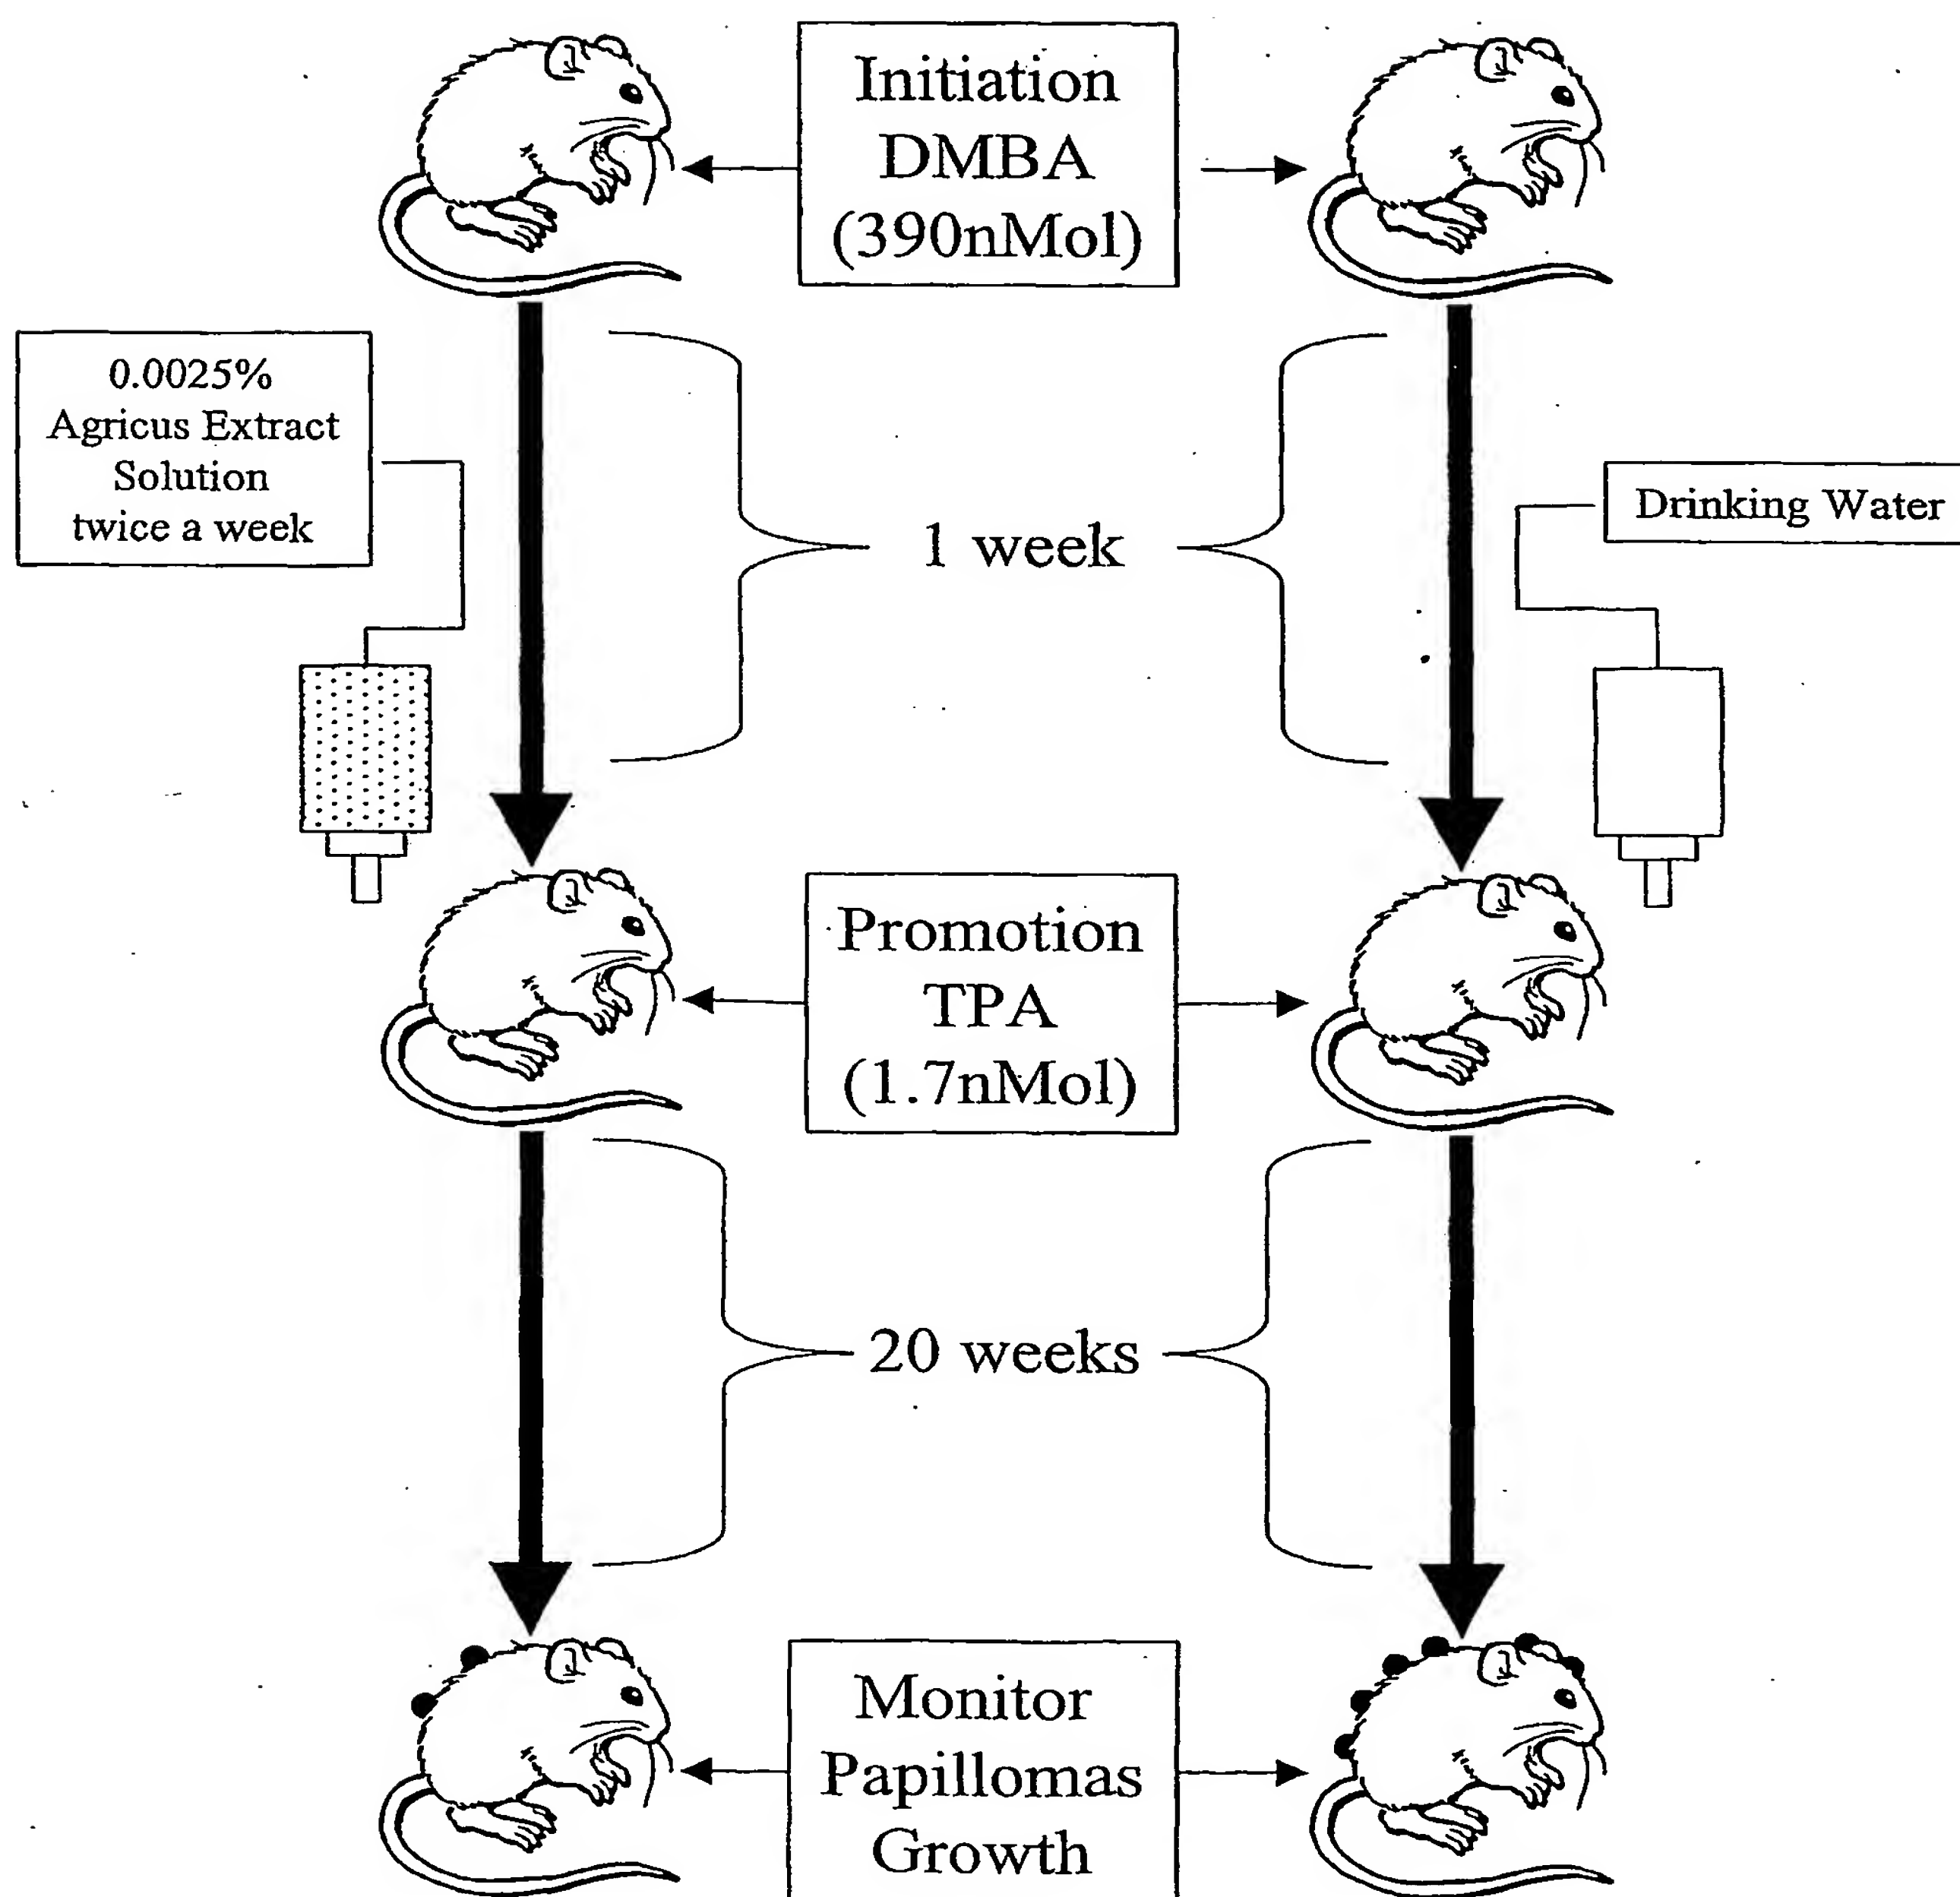 Initiation
DMBA
(390nMol)
0.0025%
Agricus Extract
Solution
twice a week
1 week
Drinking Water
Promotion
TPA
(1.7nMol)
20 weeks
Monitor
Papillomas
Growth